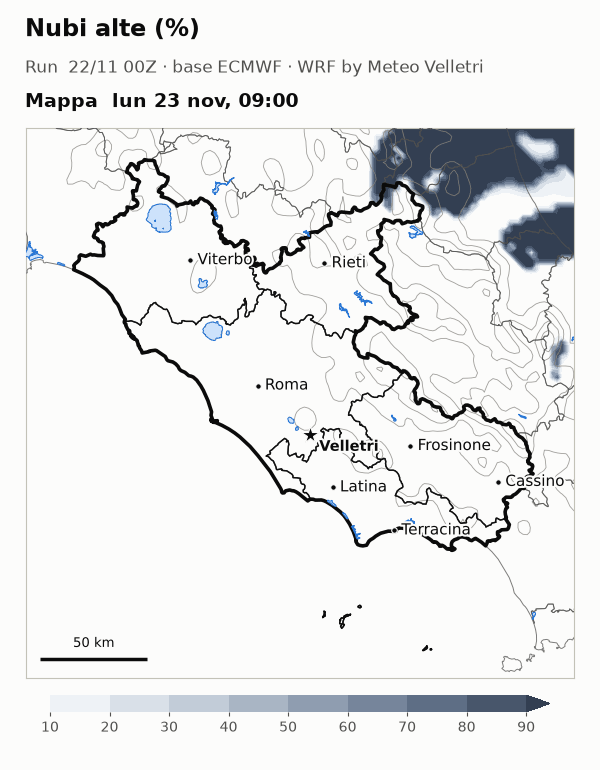 Nubi alte (%)
Run 22/11 00Z · base ECMWF · WRF by Meteo Velletri
Mappa lun 23 nov, 09:00
Viterbo
Rieti
Roma
Velletri
Frosinone
Latina
Cassino
Terracina
50 km
10 20 30 40 50 60 70 80 90